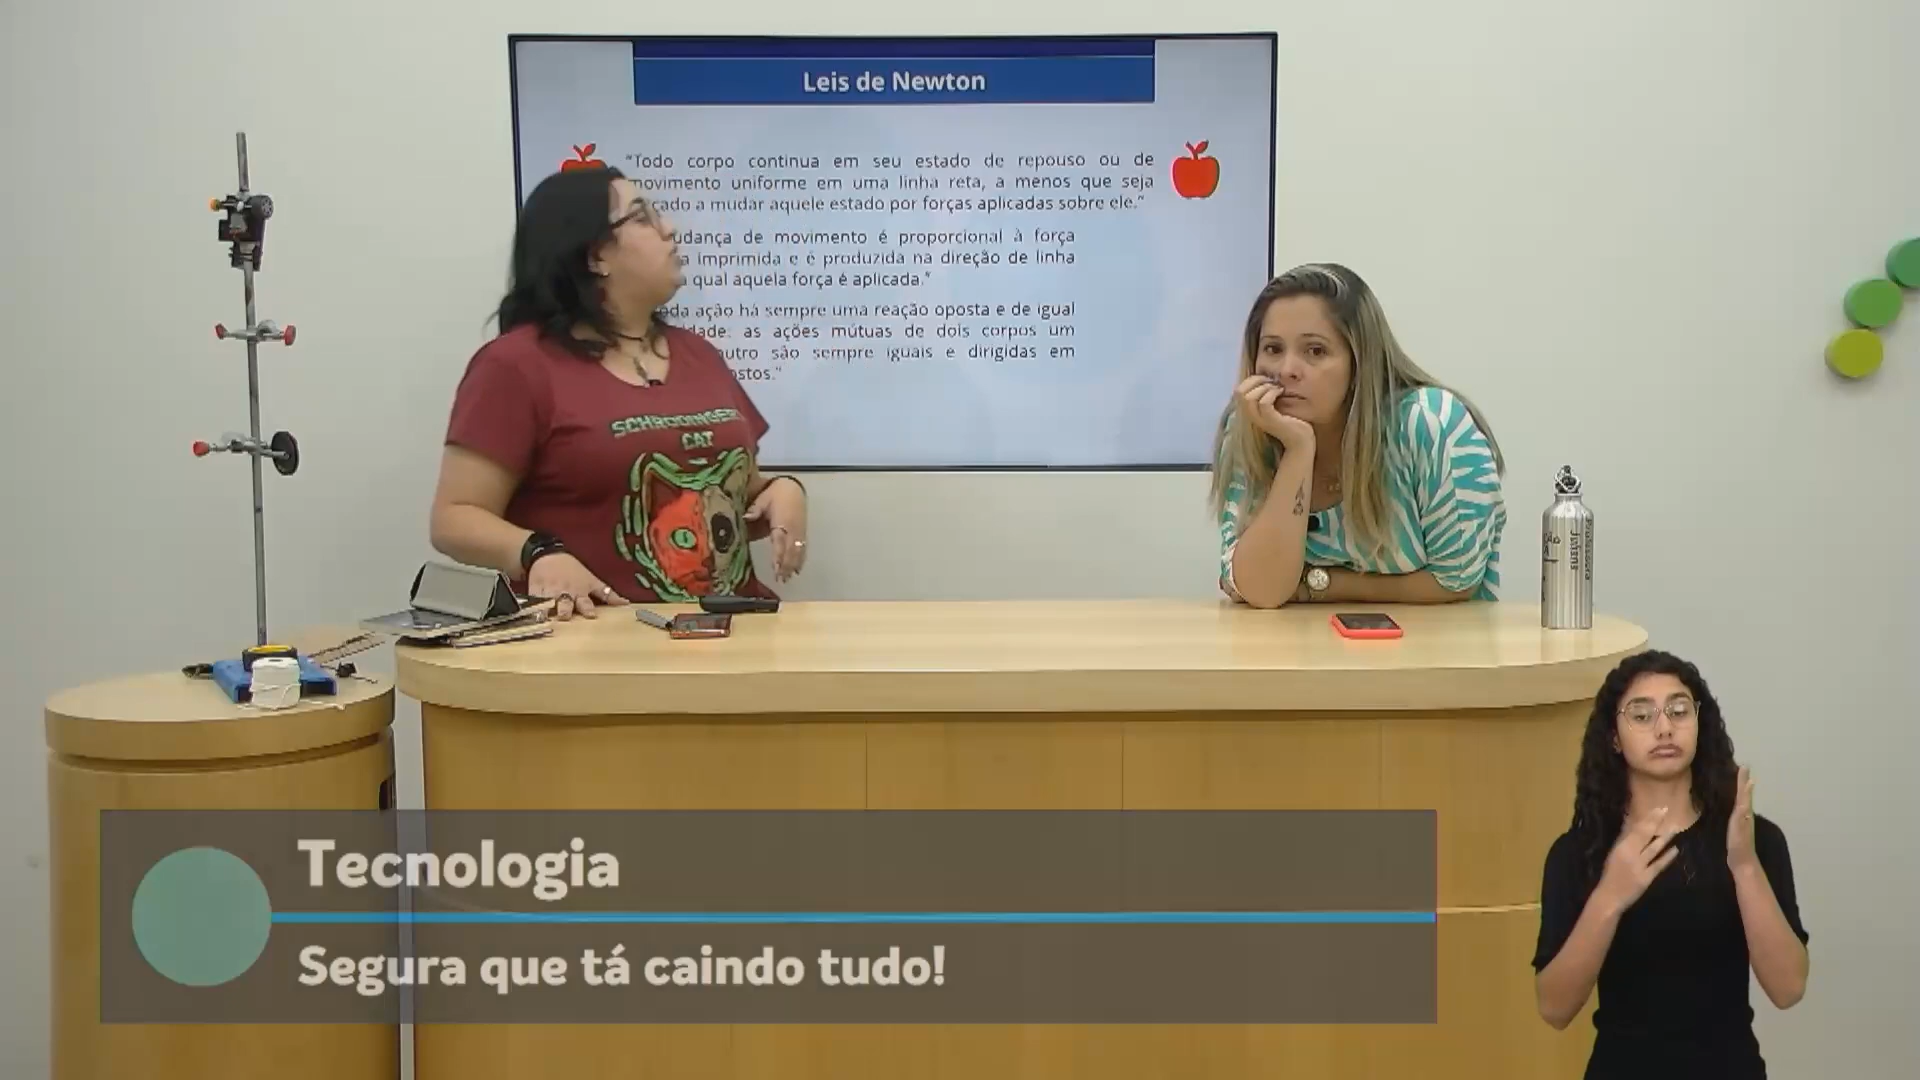 Leis de Newton
"Todo corpo continua em seu estado de repouso ou de
movimento uniforme em uma linha reta, a menos que seja
a mudar aquele estado por forças aplicadas sobre ele."
de movimento é proporcional à força
imprimida e é produzida na direção de linha
qual aquela força é aplicada."
ação há sempre uma reação oposta e de igual
as ações mútuas de dois corpos um
são sempre iguais e dirigidas em
SCHRODINGER'S
CAT
Professora
Juliana
Tecnologia
Segura que tá caindo tudo!